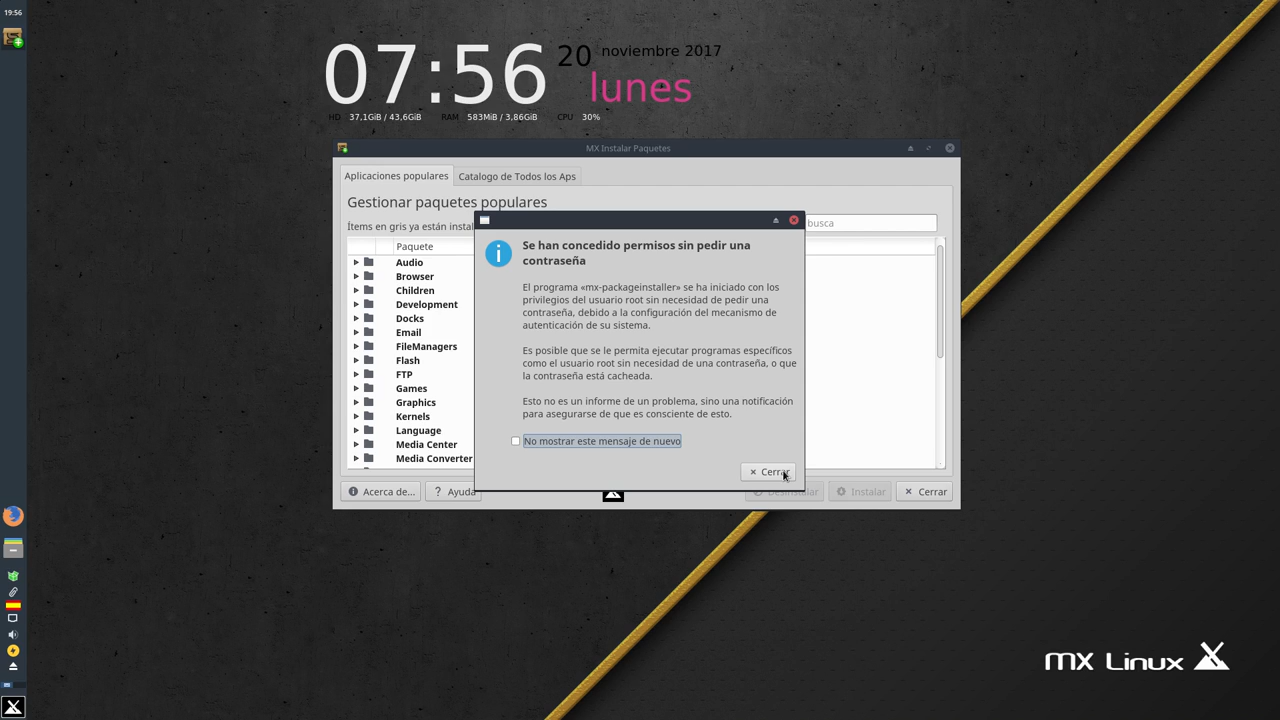 19:56
07:56
20 noviembre 2017
lunes
HD 37,1GiB / 43,6GiB RAM 583MiB / 3,86GiB CPU 30%
MX Instalar Paquetes
Aplicaciones populares Catalogo de Todos los Aps
Gestionar paquetes populares
Ítems en gris ya están instal
busca
Paquete
Audio
Browser
Children
Development
Docks
Email
FileManagers
Flash
FTP
Games
Graphics
Kernels
Language
Media Center
Media Converter
Se han concedido permisos sin pedir una
contraseña
El programa «mx-packageinstaller» se ha iniciado con los
privilegios del usuario root sin necesidad de pedir una
contraseña, debido a la configuración del mecanismo de
autenticación de su sistema.
Es posible que se le permita ejecutar programas específicos
como el usuario root sin necesidad de una contraseña, o que
la contraseña está cacheada.
Esto no es un informe de un problema, sino una notificación
para asegurarse de que es consciente de esto.
No mostrar este mensaje de nuevo
Cerrar
Acerca de... ? Ayuda Desinstalar Instalar Cerrar
MX Linux